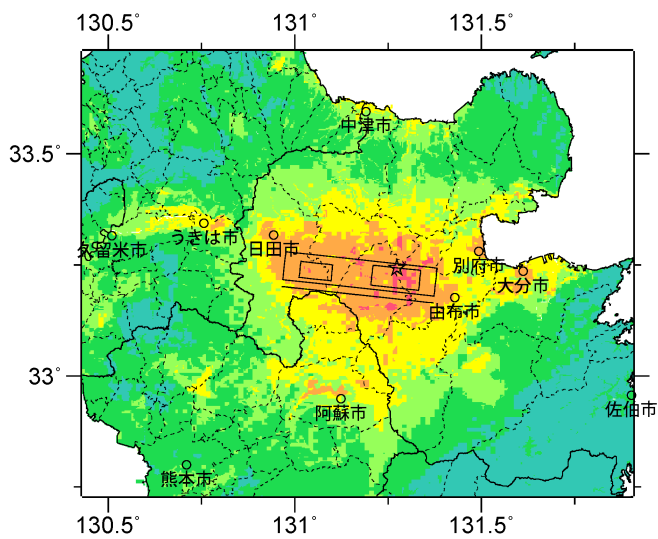 130.5° 131° 131.5°
中津市
33.5°
うきは市
久留米市
日田市
別府市
大分市
由布市
33°
阿蘇市
佐伯市
熊本市
130.5° 131° 131.5°